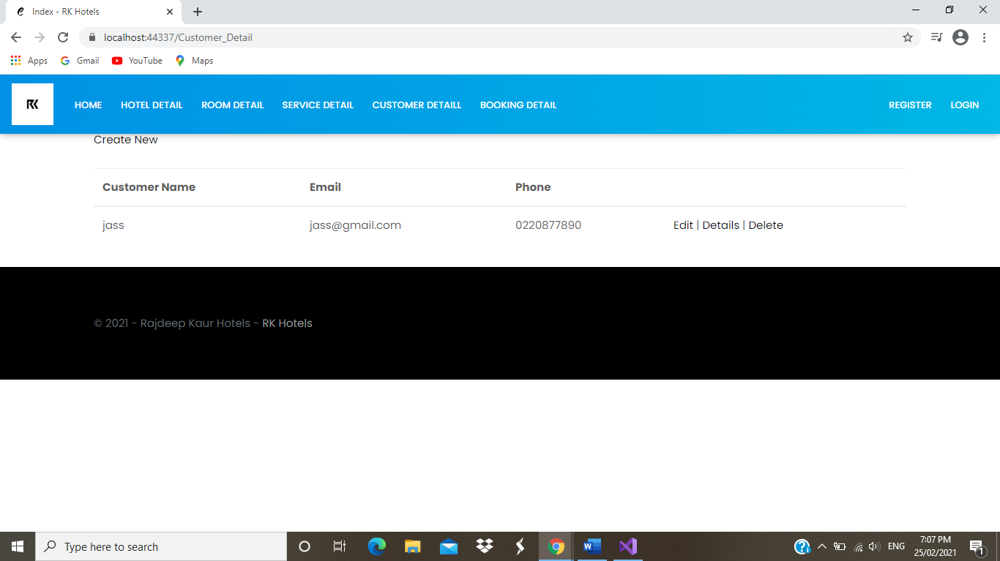 Index - RK Hotels
localhost:44337/Customer_Detail
Apps Gmail YouTube Maps
RK HOME HOTEL DETAIL ROOM DETAIL SERVICE DETAIL CUSTOMER DETAILL BOOKING DETAIL REGISTER LOGIN
Create New
Customer Name Email Phone
jass jass@gmail.com 0220877890 Edit | Details | Delete
© 2021 - Rajdeep Kaur Hotels - RK Hotels
Type here to search ENG 7:07 PM
25/02/2021 1